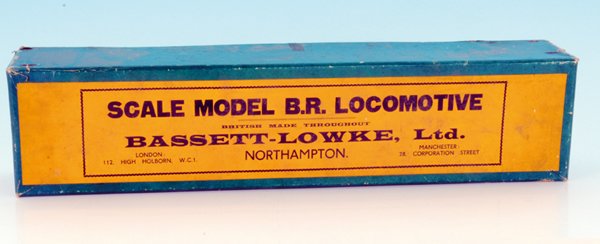 SCALE MODEL B.R. LOCOMOTIVE
BRITISH MADE THROUGHOUT
BASSETT-LOWKE, Ltd.
LONDON
112, HIGH HOLBORN, W.C.1.
NORTHAMPTON.
MANCHESTER
28, CORPORATION STREET